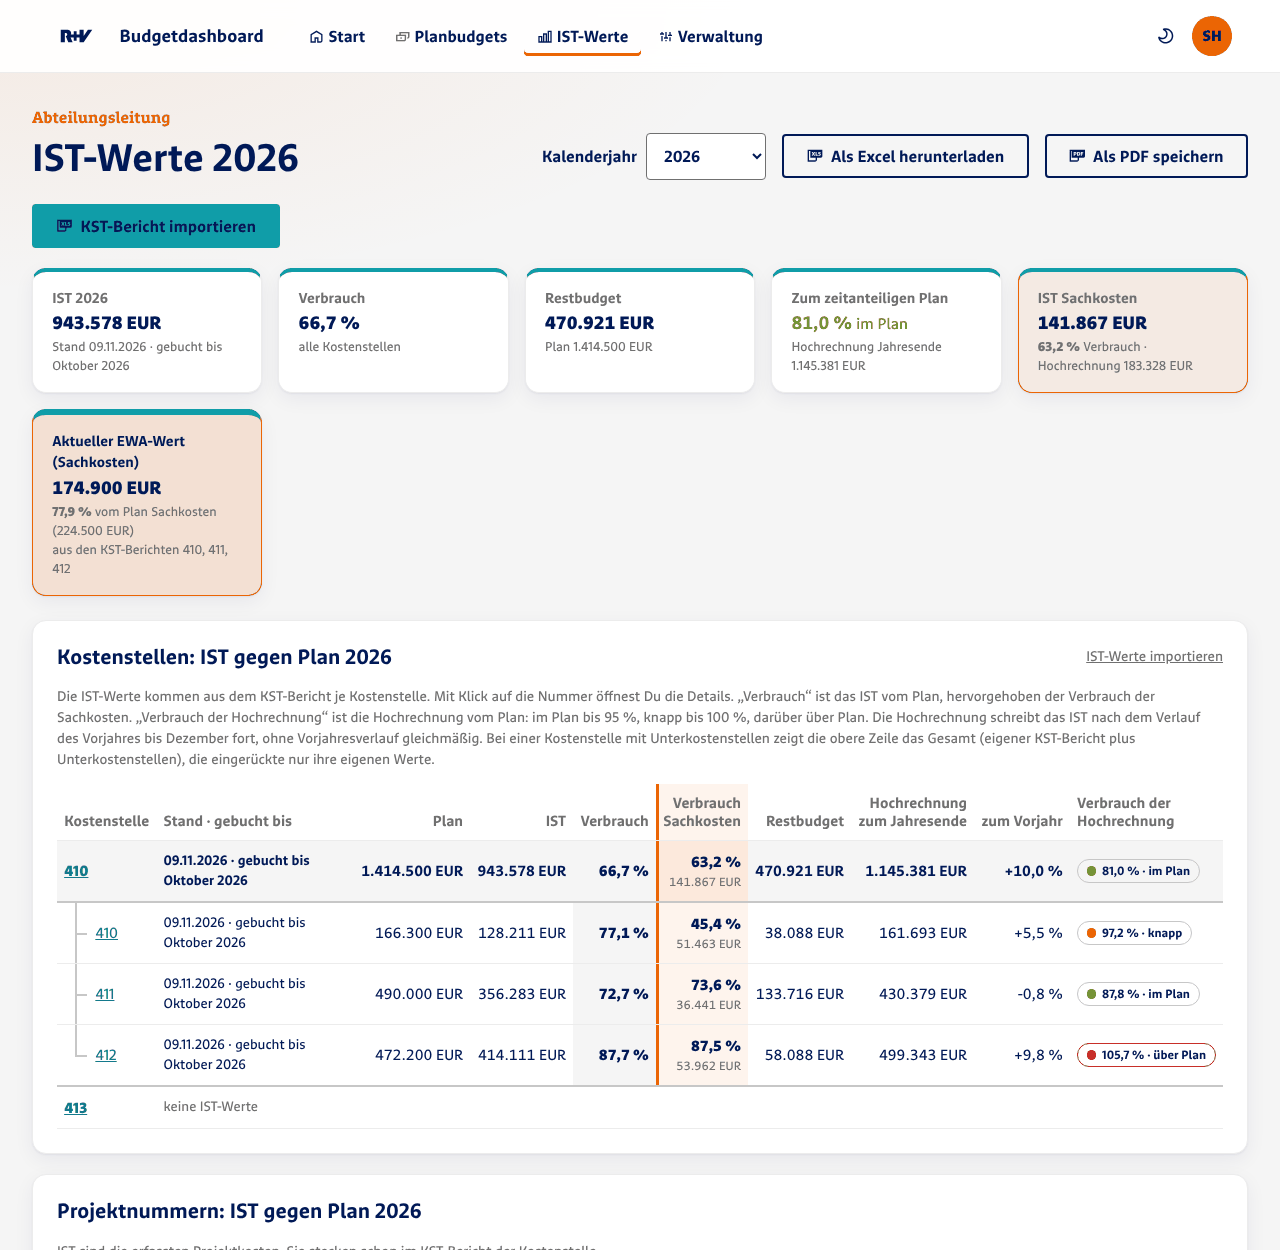 R+V
Budgetdashboard
Start
Planbudgets
IST-Werte
Verwaltung
SH
Abteilungsleitung
IST-Werte 2026
Kalenderjahr
2026
Als Excel herunterladen
Als PDF speichern
KST-Bericht importieren
IST 2026
943.578 EUR
Stand 09.11.2026 · gebucht bis
Oktober 2026
Verbrauch
66,7 %
alle Kostenstellen
Restbudget
470.921 EUR
Plan 1.414.500 EUR
Zum zeitanteiligen Plan
81,0 % im Plan
Hochrechnung Jahresende
1.145.381 EUR
IST Sachkosten
141.867 EUR
63,2 % Verbrauch ·
Hochrechnung 183.328 EUR
Aktueller EWA-Wert
(Sachkosten)
174.900 EUR
77,9 % vom Plan Sachkosten
(224.500 EUR)
aus den KST-Berichten 410, 411,
412
Kostenstellen: IST gegen Plan 2026
IST-Werte importieren
Die IST-Werte kommen aus dem KST-Bericht je Kostenstelle. Mit Klick auf die Nummer öffnest Du die Details. „Verbrauch“ ist das IST vom Plan, hervorgehoben der Verbrauch der
Sachkosten. „Verbrauch der Hochrechnung“ ist die Hochrechnung vom Plan: im Plan bis 95 %, knapp bis 100 %, darüber über Plan. Die Hochrechnung schreibt das IST nach dem Verlauf
des Vorjahres bis Dezember fort, ohne Vorjahresverlauf gleichmäßig. Bei einer Kostenstelle mit Unterkostenstellen zeigt die obere Zeile das Gesamt (eigener KST-Bericht plus
Unterkostenstellen), die eingerückte nur ihre eigenen Werte.
Kostenstelle
Stand · gebucht bis
Plan
IST
Verbrauch
Verbrauch
Sachkosten
Restbudget
Hochrechnung
zum Jahresende
zum Vorjahr
Verbrauch der
Hochrechnung
410
09.11.2026 · gebucht bis
Oktober 2026
1.414.500 EUR
943.578 EUR
66,7 %
63,2 %
141.867 EUR
470.921 EUR
1.145.381 EUR
+10,0 %
81,0 % · im Plan
410
09.11.2026 · gebucht bis
Oktober 2026
166.300 EUR
128.211 EUR
77,1 %
45,4 %
51.463 EUR
38.088 EUR
161.693 EUR
+5,5 %
97,2 % · knapp
411
09.11.2026 · gebucht bis
Oktober 2026
490.000 EUR
356.283 EUR
72,7 %
73,6 %
36.441 EUR
133.716 EUR
430.379 EUR
-0,8 %
87,8 % · im Plan
412
09.11.2026 · gebucht bis
Oktober 2026
472.200 EUR
414.111 EUR
87,7 %
87,5 %
53.962 EUR
58.088 EUR
499.343 EUR
+9,8 %
105,7 % · über Plan
413
keine IST-Werte
Projektnummern: IST gegen Plan 2026
IST sind die erfassten Projektkosten. Sie stecken schon im KST-Bericht der Kostenstelle.